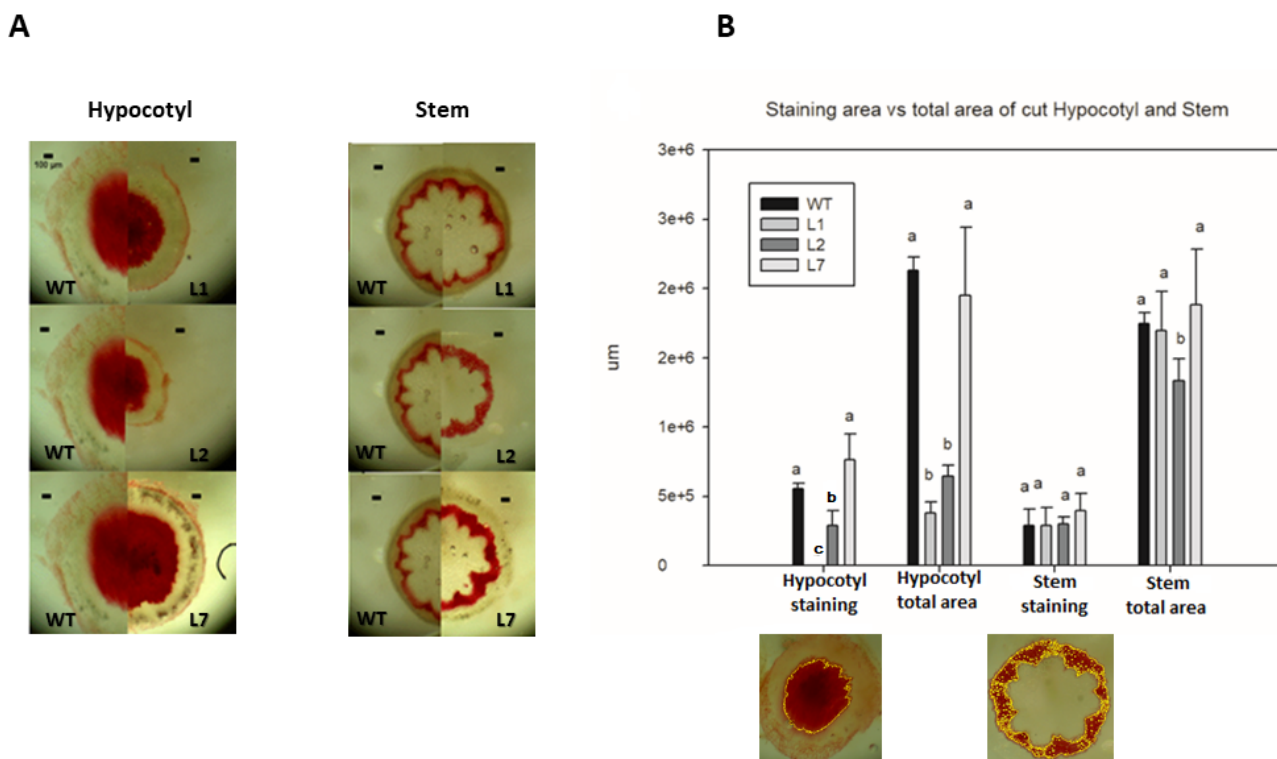 A
B
Hypocotyl
Stem
100 µm
WT
L1
WT
L2
WT
L7
WT
L1
WT
L2
WT
L7
Staining area vs total area of cut Hypocotyl and Stem
um
3e+6
3e+6
2e+6
2e+6
1e+6
5e+5
0
WT
L1
L2
L7
a
c
b
a
a
b
b
a
a
a
a
a
a
a
b
a
Hypocotyl
staining
Hypocotyl
total area
Stem
staining
Stem
total area